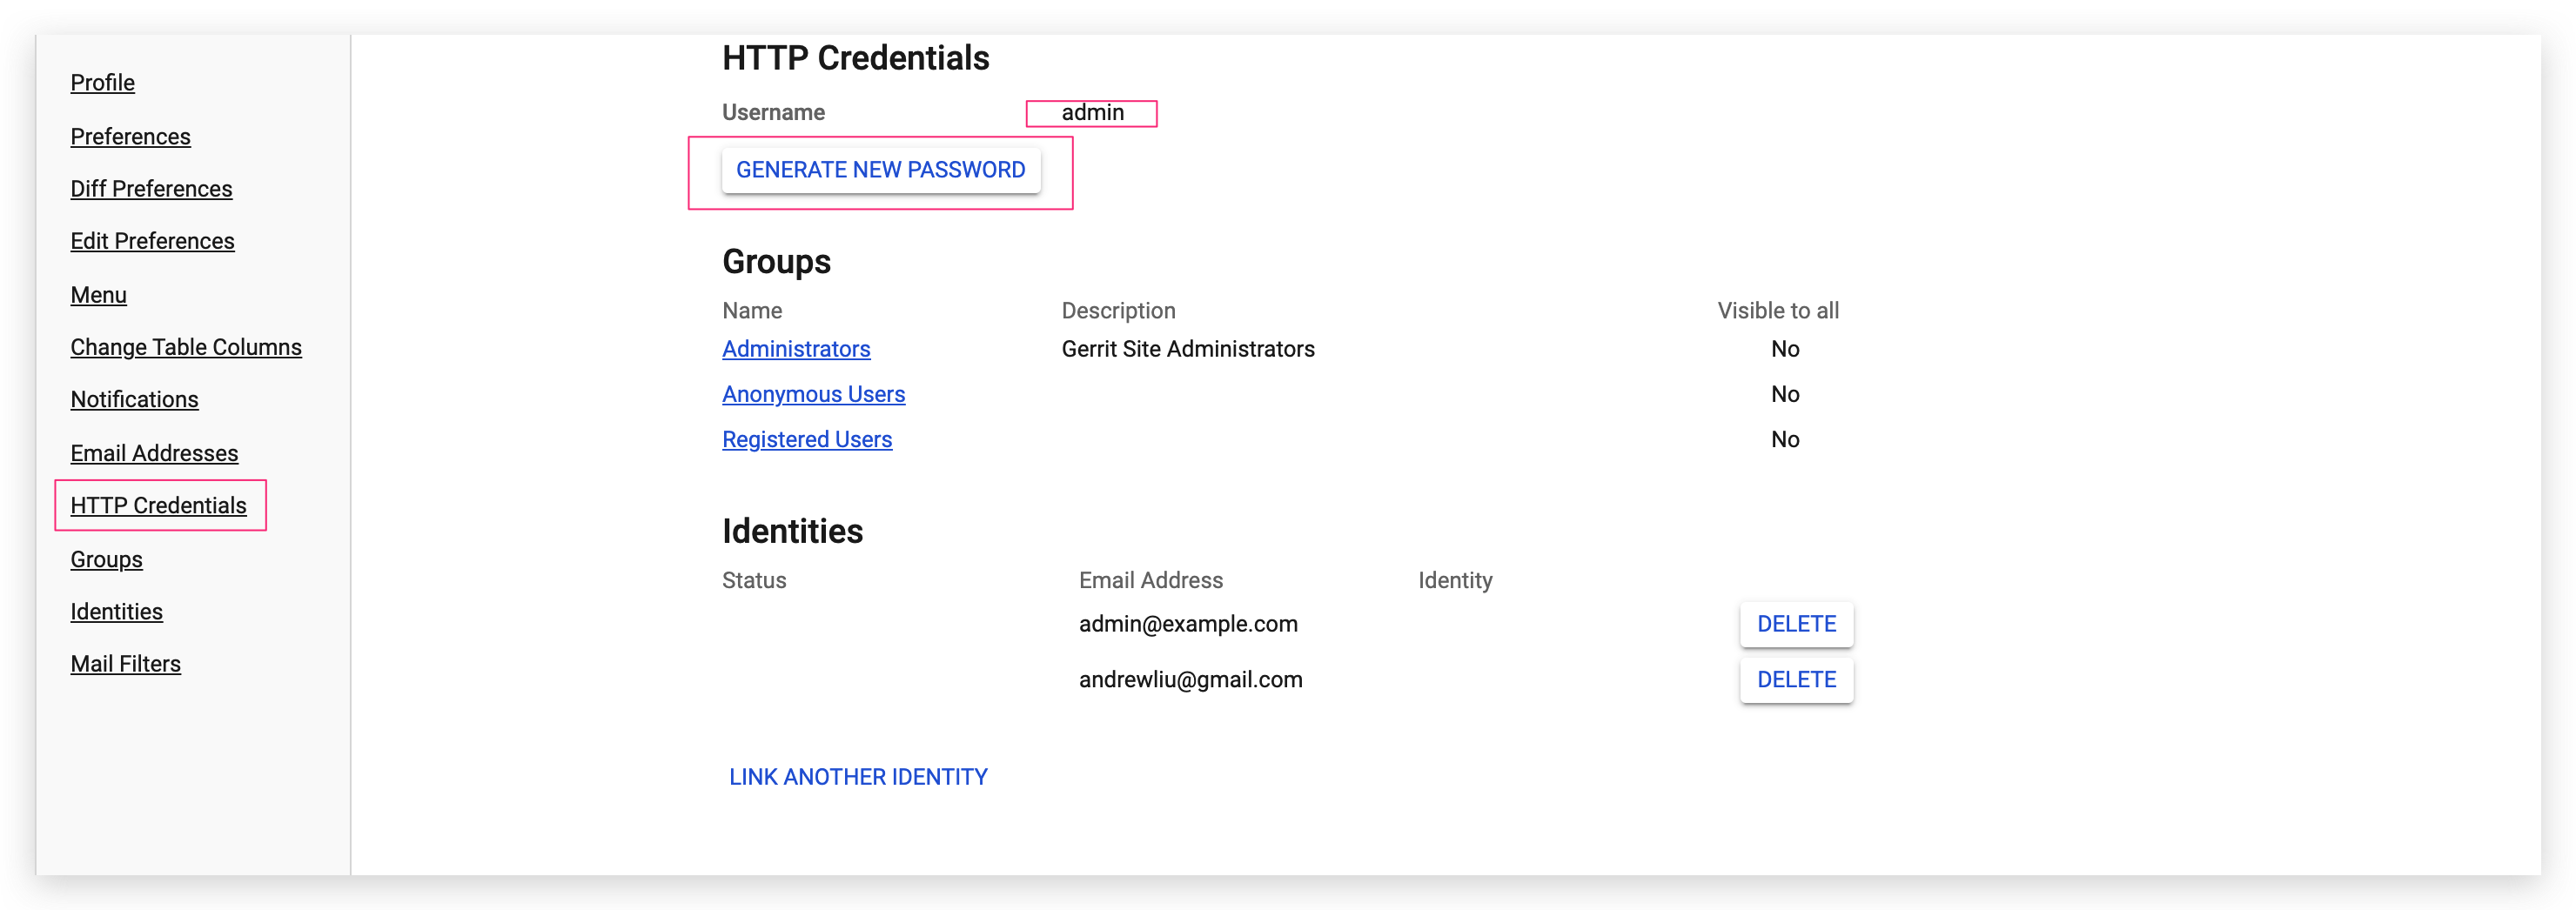 Profile
Preferences
Diff Preferences
Edit Preferences
Menu
Change Table Columns
Notifications
Email Addresses
HTTP Credentials
Groups
Identities
Mail Filters
HTTP Credentials
Username admin
GENERATE NEW PASSWORD
Groups
Name Description Visible to all
Administrators Gerrit Site Administrators No
Anonymous Users No
Registered Users No
Identities
Status Email Address Identity
admin@example.com DELETE
andrewliu@gmail.com DELETE
LINK ANOTHER IDENTITY